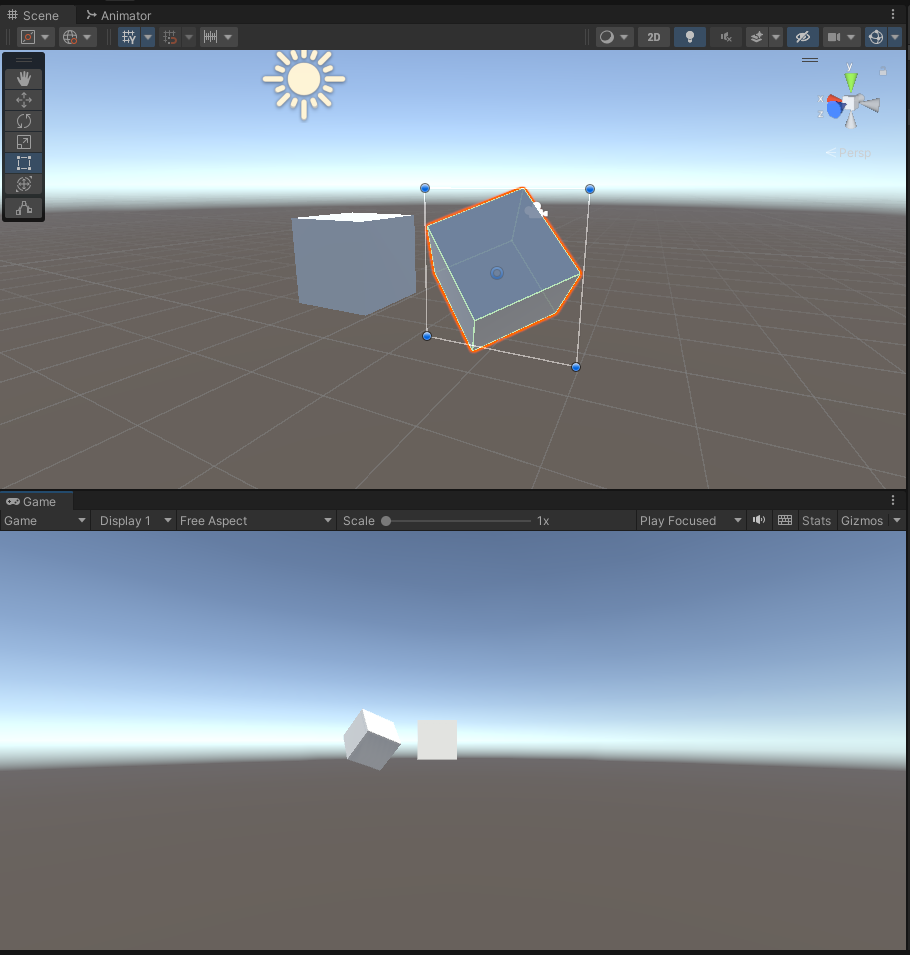 Scene Animator
2D
y
x
z
Persp
Game
Game Display 1 Free Aspect Scale 1x Play Focused Stats Gizmos